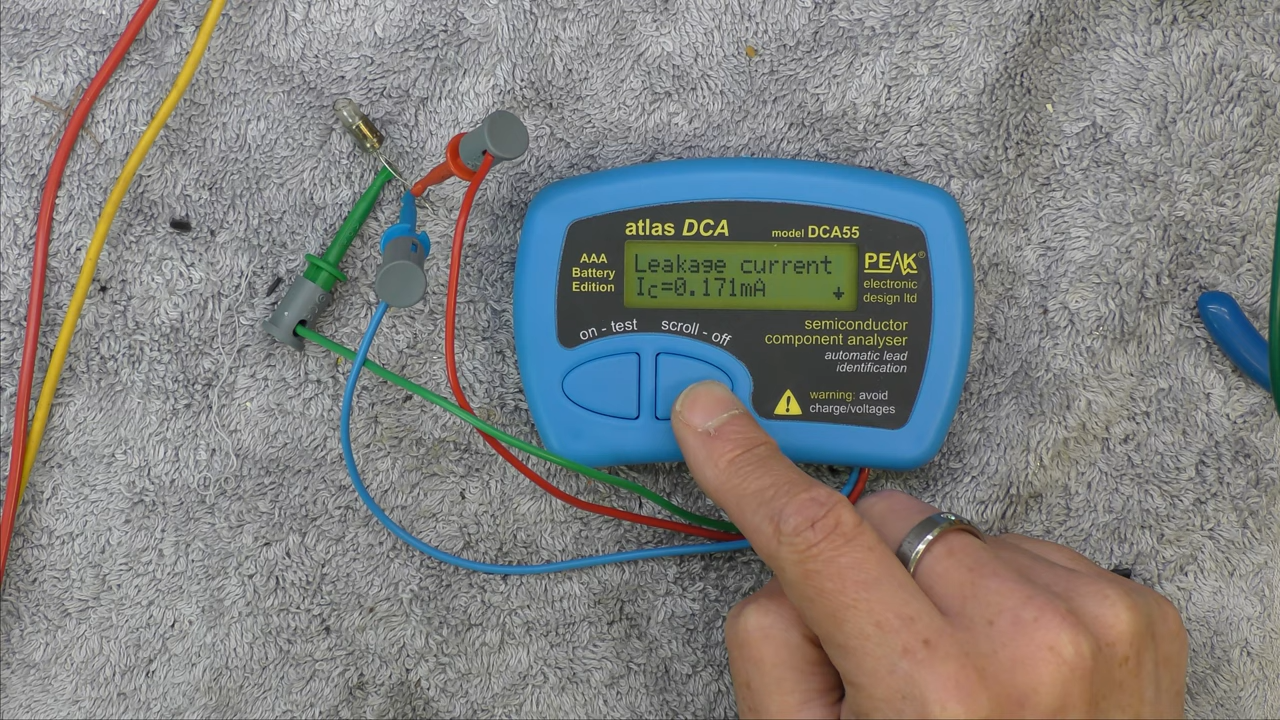 atlas DCA
model DCA55
AAA
Battery
Edition
Leakage current
IC=0.171mA
PEAK®
electronic
design ltd
on - test
scroll - off
semiconductor
component analyser
automatic lead
identification
warning: avoid
charge/voltages